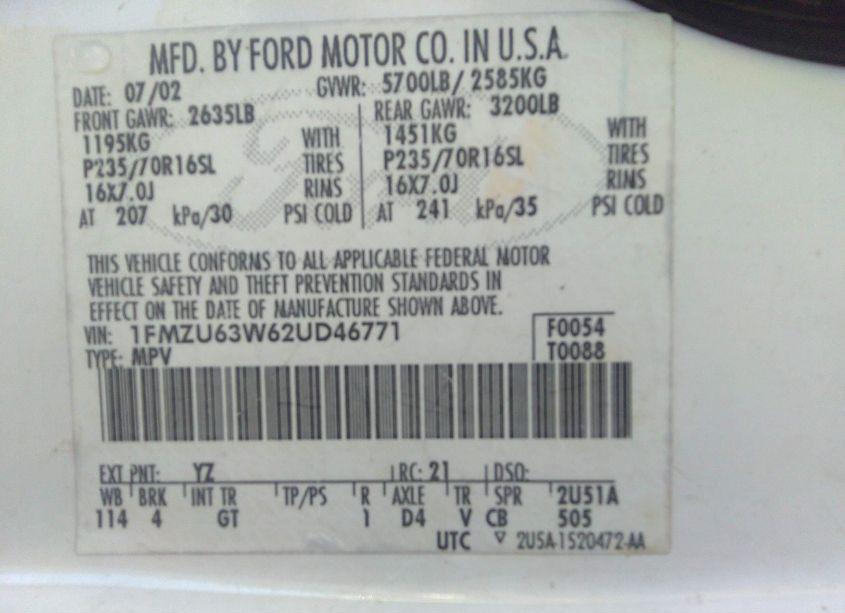 MFD. BY FORD MOTOR CO. IN U.S.A.
DATE: 07/02 GVWR: 5700LB/ 2585KG
FRONT GAWR: 2635LB REAR GAWR: 3200LB
1195KG WITH 1451KG WITH
P235/70R16SL TIRES P235/70R16SL TIRES
16X7.0J RIMS 16X7.0J RIMS
AT 207 kPa/30 PSI COLD AT 241 kPa/35 PSI COLD
THIS VEHICLE CONFORMS TO ALL APPLICABLE FEDERAL MOTOR
VEHICLE SAFETY AND THEFT PREVENTION STANDARDS IN
EFFECT ON THE DATE OF MANUFACTURE SHOWN ABOVE.
VIN: 1FMZU63W62UD46771 F0054
TYPE: MPV T0088
EXT PNT: YZ RC: 21 DSO:
WB BRK INT TR TP/PS R AXLE TR SPR 2U51A
114 4 GT 1 D4 V CB 505
UTC ▽ 2U5A-1520472-AA